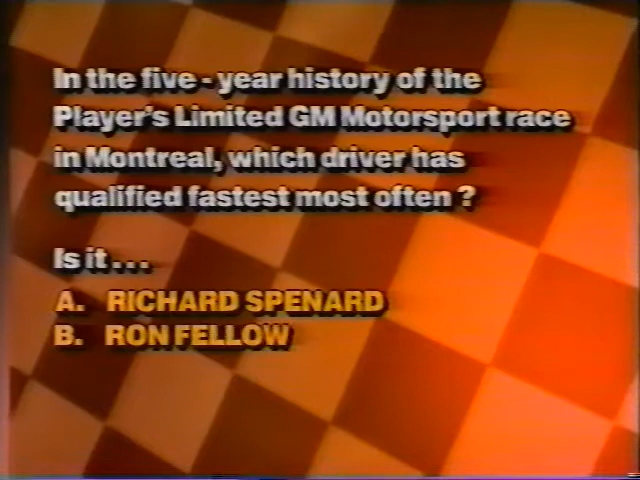 In the five-year history of the
Player's Limited GM Motorsport race
in Montreal, which driver has
qualified fastest most often ?
Is it...
A. RICHARD SPENARD
B. RON FELLOW